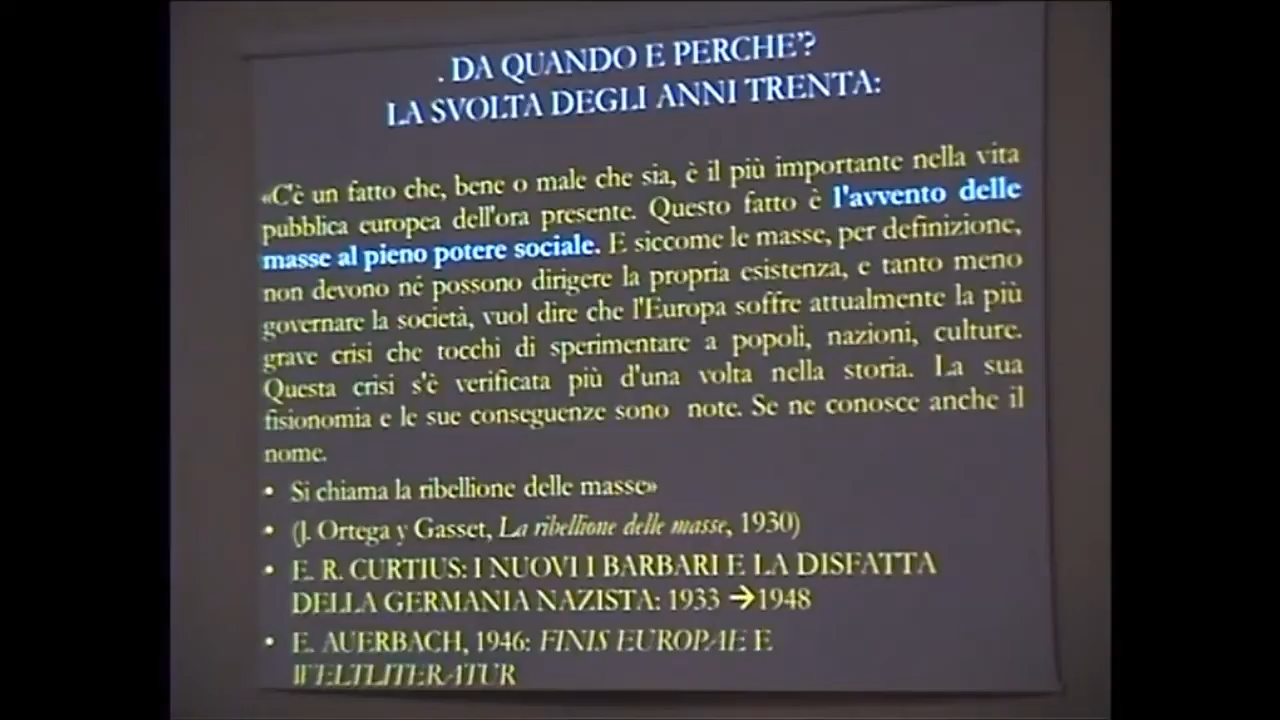 . DA QUANDO E PERCHE'?
LA SVOLTA DEGLI ANNI TRENTA:
«C'è un fatto che, bene o male che sia, è il più importante nella vita
pubblica europea dell'ora presente. Questo fatto è l'avvento delle
masse al pieno potere sociale. E siccome le masse, per definizione,
non devono né possono dirigere la propria esistenza, e tanto meno
governare la società, vuol dire che l'Europa soffre attualmente la più
grave crisi che tocchi di sperimentare a popoli, nazioni, culture.
Questa crisi s'è verificata più d'una volta nella storia. La sua
fisionomia e le sue conseguenze sono note. Se ne conosce anche il
nome.
• Si chiama la ribellione delle masse»
• (J. Ortega y Gasset, La ribellione delle masse, 1930)
• E. R. CURTIUS: I NUOVI I BARBARI E LA DISFATTA
DELLA GERMANIA NAZISTA: 1933 →1948
• E. AUERBACH, 1946: FINIS EUROPAE E
WELTLITERATUR